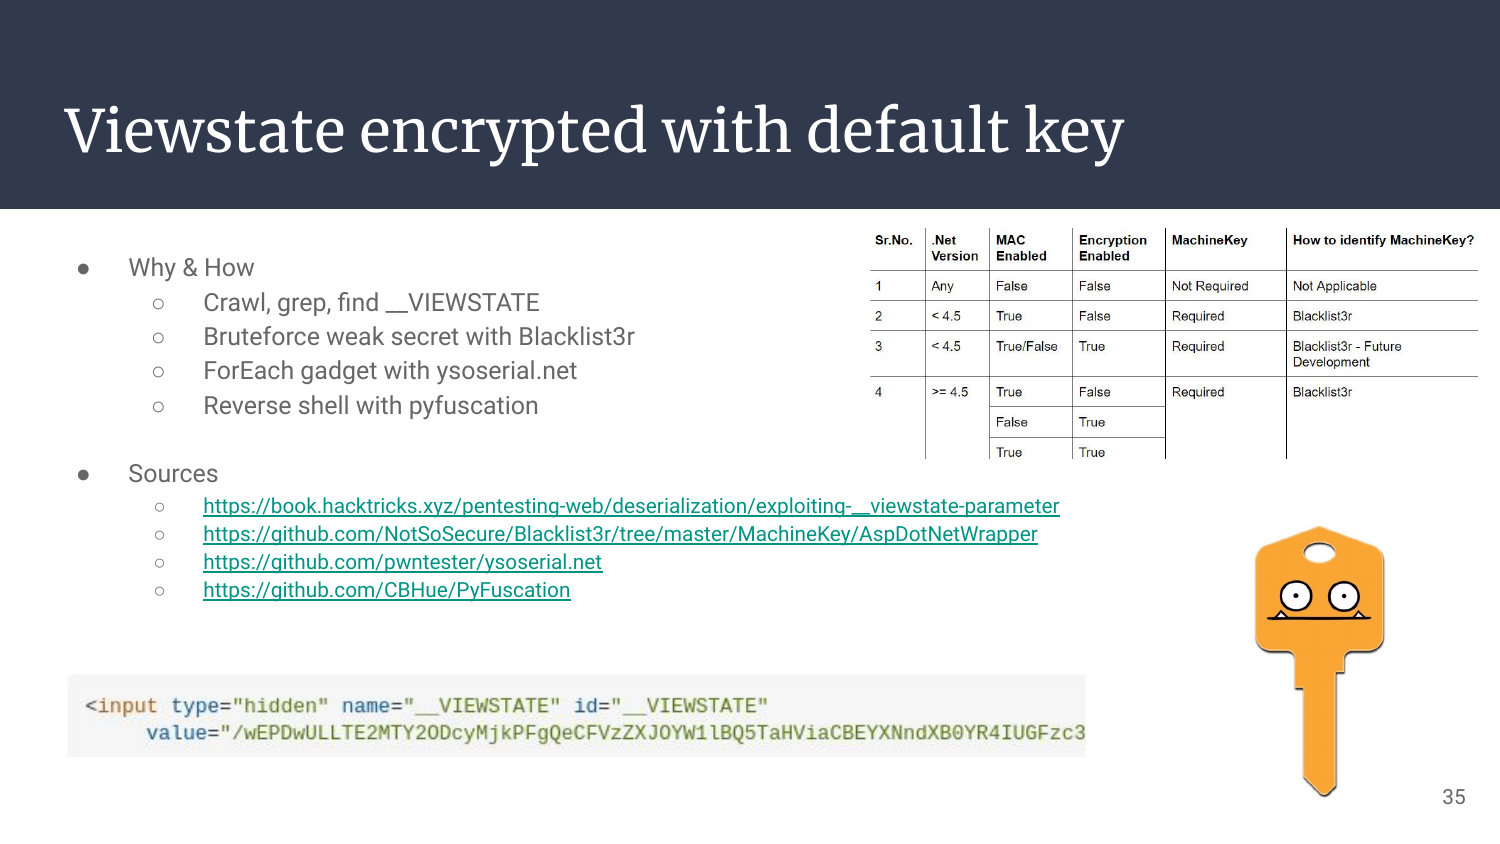 Viewstate encrypted with default key
● Why & How
○ Crawl, grep, find __VIEWSTATE
○ Bruteforce weak secret with Blacklist3r
○ ForEach gadget with ysoserial.net
○ Reverse shell with pyfuscation
● Sources
○ https://book.hacktricks.xyz/pentesting-web/deserialization/exploiting-__viewstate-parameter
○ https://github.com/NotSoSecure/Blacklist3r/tree/master/MachineKey/AspDotNetWrapper
○ https://github.com/pwntester/ysoserial.net
○ https://github.com/CBHue/PyFuscation
Sr.No. .Net Version MAC Enabled Encryption Enabled MachineKey How to identify MachineKey?
1 Any False False Not Required Not Applicable
2 < 4.5 True False Required Blacklist3r
3 < 4.5 True/False True Required Blacklist3r - Future Development
4 >= 4.5 True False Required Blacklist3r
False True
True True
<input type="hidden" name="__VIEWSTATE" id="__VIEWSTATE"
value="/wEPDwULLTE2MTY2ODcyMjkPFgQeCFVzZXJOYW1lBQ5TaHViaCBEYXNndXB0YR4IUGFzc3
35